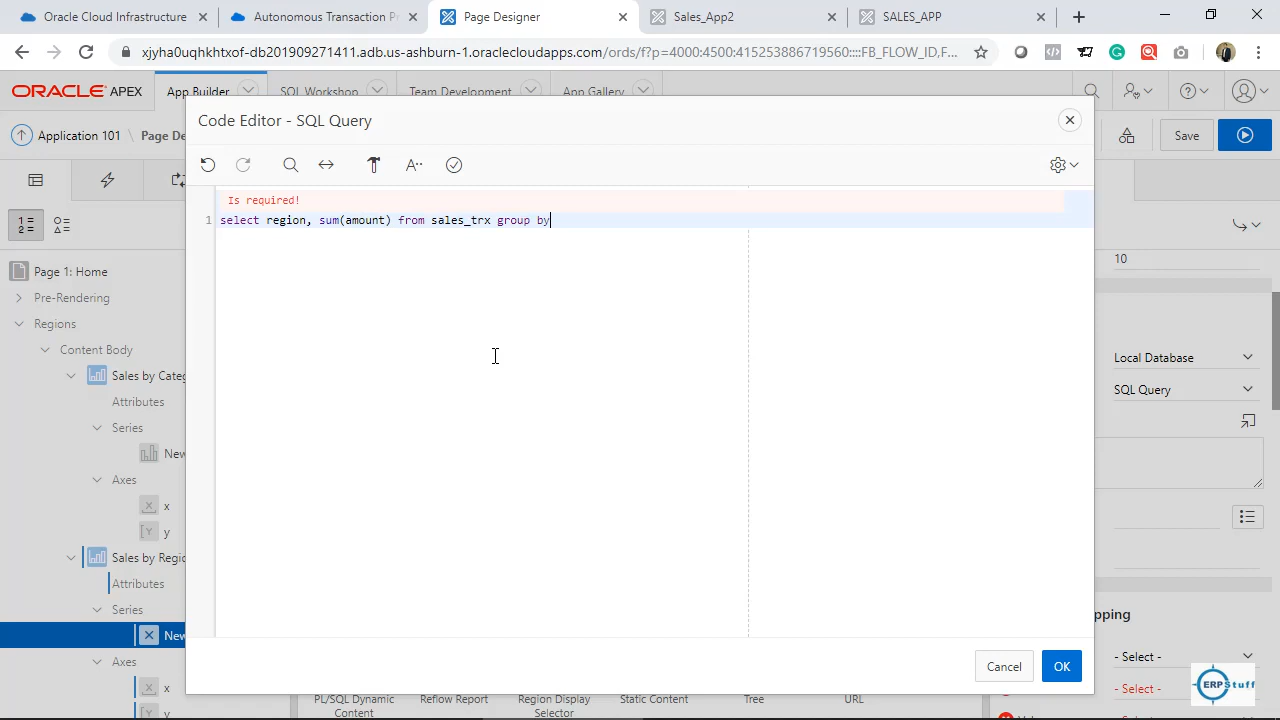 Oracle Cloud Infrastructure
Autonomous Transaction P
Page Designer
Sales_App2
SALES_APP
xjyha0uqhkhtxof-db201909271411.adb.us-ashburn-1.oraclecloudapps.com/ords/f?p=4000:4500:415253886719560::::FB_FLOW_ID,F...
ORACLE APEX
App Builder
SQL Workshop
Team Development
App Gallery
Application 101
Page De
Save
Code Editor - SQL Query
Is required!
1 select region, sum(amount) from sales_trx group by
Page 1: Home
Pre-Rendering
Regions
Content Body
Sales by Categ
Attributes
Series
New
Axes
x
y
Sales by Regio
Attributes
Series
New
Axes
x
y
10
Local Database
SQL Query
pping
- Select -
- Select -
Cancel
OK
PL/SQL Dynamic Content
Reflow Report
Region Display Selector
Static Content
Tree
URL
ERPStuff